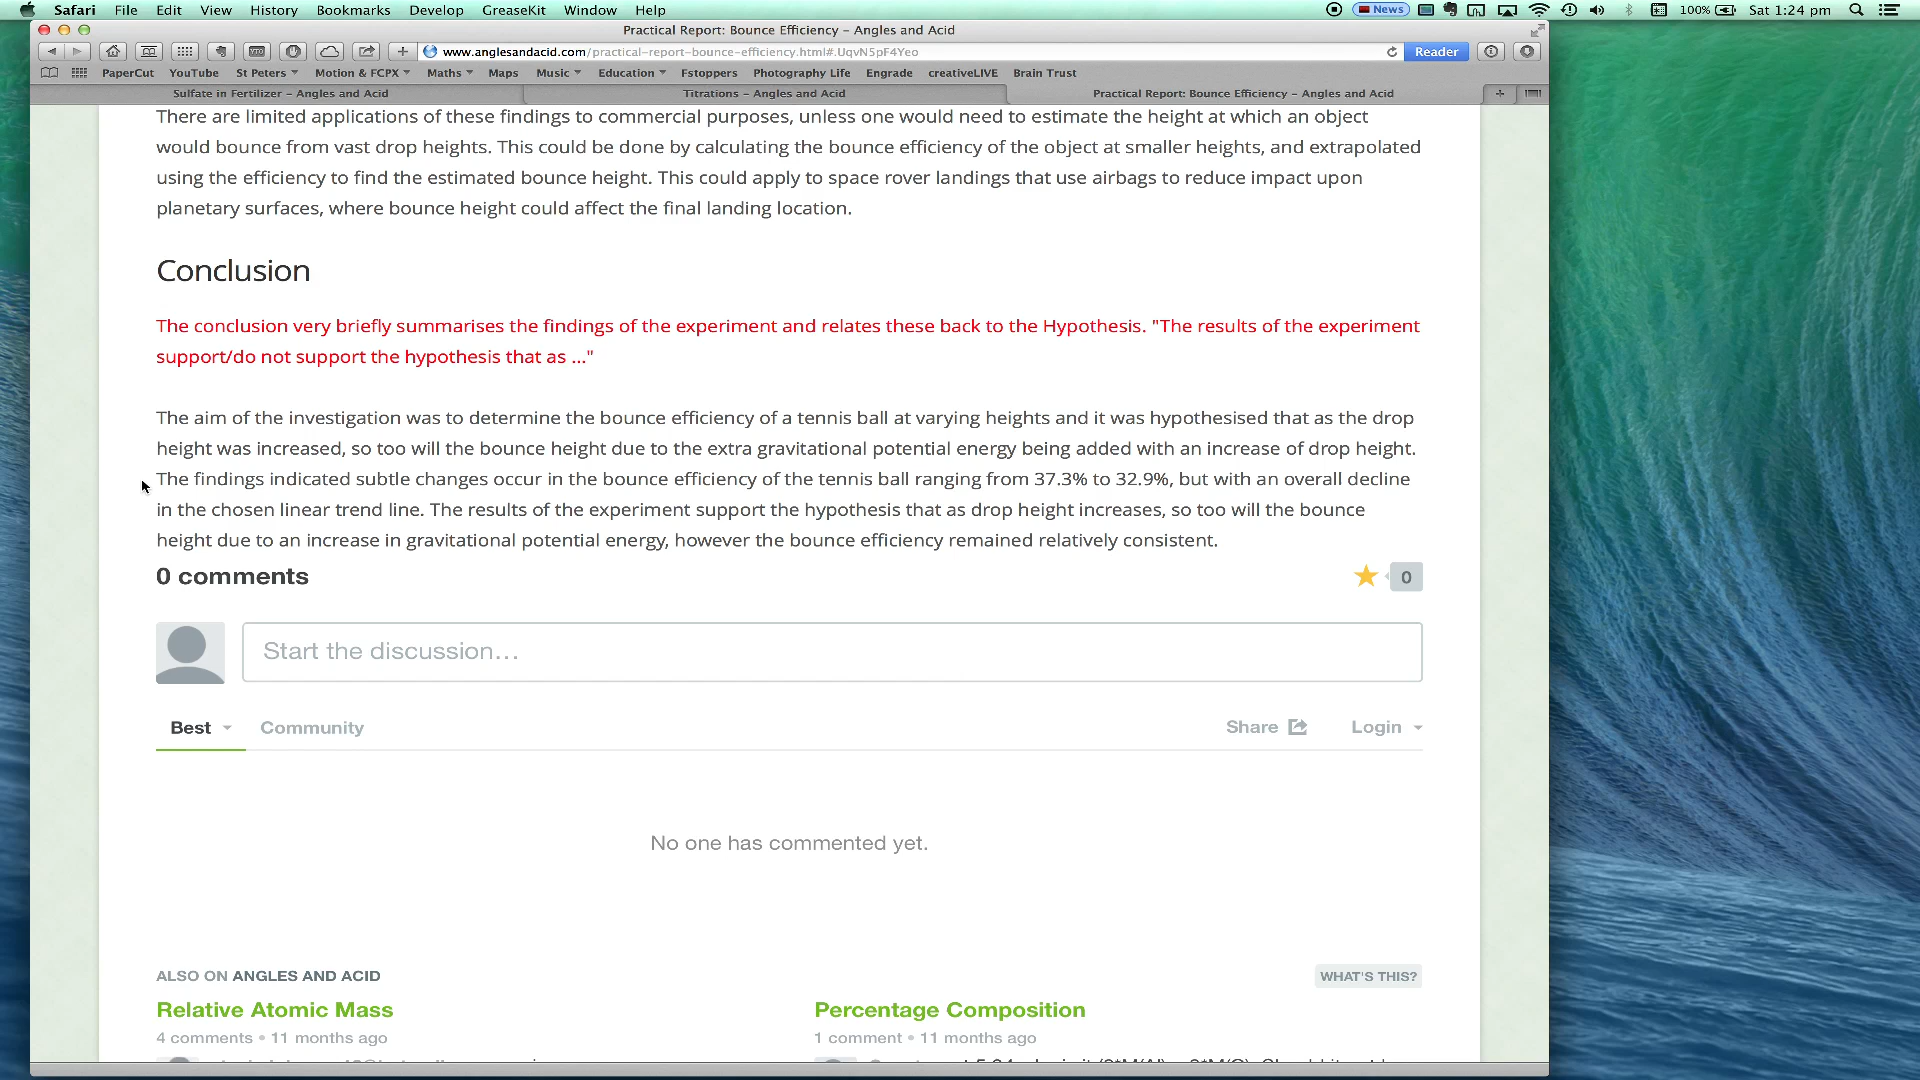 Safari File Edit View History Bookmarks Develop GreaseKit Window Help News 100% Sat 1:24 pm
Practical Report: Bounce Efficiency – Angles and Acid
www.anglesandacid.com/practical-report-bounce-efficiency.html#.UqvN5pF4Yeo Reader
PaperCut YouTube St Peters Motion & FCPX Maths Maps Music Education Fstoppers Photography Life Engrade creativeLIVE Brain Trust
Sulfate in Fertilizer – Angles and Acid Titrations – Angles and Acid Practical Report: Bounce Efficiency – Angles and Acid
There are limited applications of these findings to commercial purposes, unless one would need to estimate the height at which an object
would bounce from vast drop heights. This could be done by calculating the bounce efficiency of the object at smaller heights, and extrapolated
using the efficiency to find the estimated bounce height. This could apply to space rover landings that use airbags to reduce impact upon
planetary surfaces, where bounce height could affect the final landing location.
Conclusion
The conclusion very briefly summarises the findings of the experiment and relates these back to the Hypothesis. "The results of the experiment
support/do not support the hypothesis that as ..."
The aim of the investigation was to determine the bounce efficiency of a tennis ball at varying heights and it was hypothesised that as the drop
height was increased, so too will the bounce height due to the extra gravitational potential energy being added with an increase of drop height.
The findings indicated subtle changes occur in the bounce efficiency of the tennis ball ranging from 37.3% to 32.9%, but with an overall decline
in the chosen linear trend line. The results of the experiment support the hypothesis that as drop height increases, so too will the bounce
height due to an increase in gravitational potential energy, however the bounce efficiency remained relatively consistent.
0 comments 0
Start the discussion...
Best Community Share Login
No one has commented yet.
ALSO ON ANGLES AND ACID WHAT'S THIS?
Relative Atomic Mass Percentage Composition
4 comments • 11 months ago 1 comment • 11 months ago